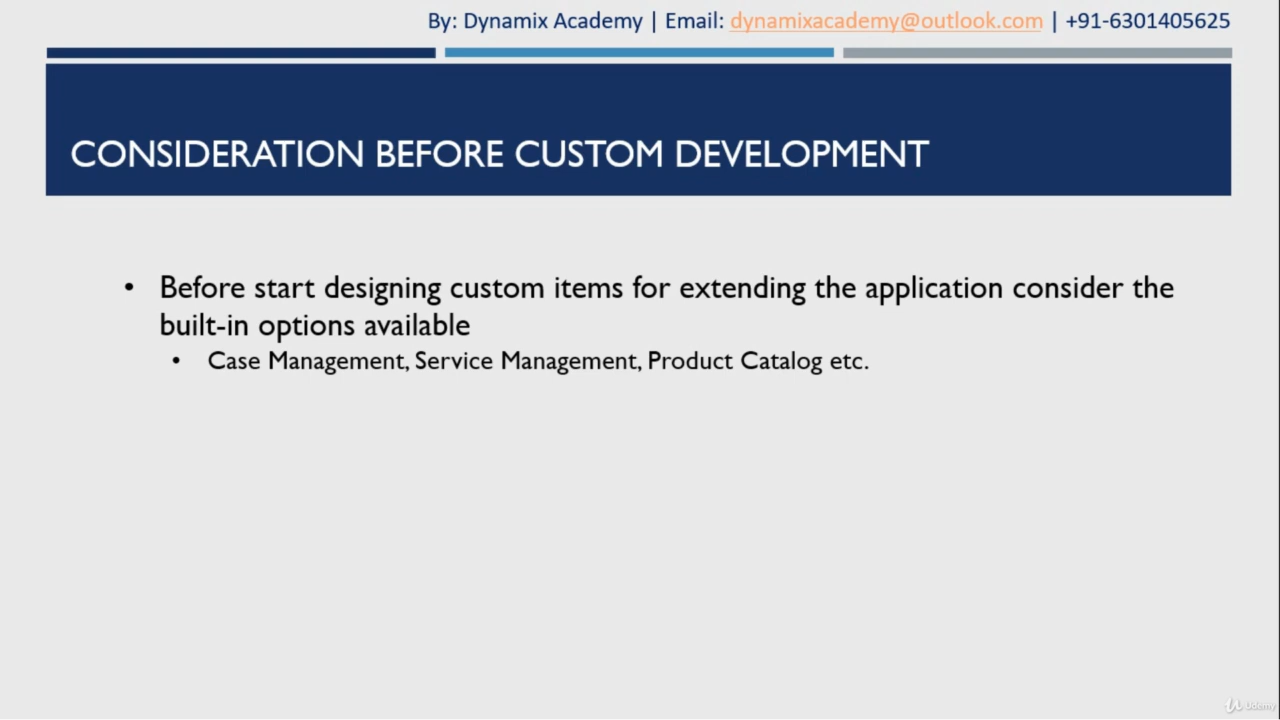 By: Dynamix Academy | Email: dynamixacademy@outlook.com | +91-6301405625
CONSIDERATION BEFORE CUSTOM DEVELOPMENT
• Before start designing custom items for extending the application consider the
built-in options available
• Case Management, Service Management, Product Catalog etc.
Udemy